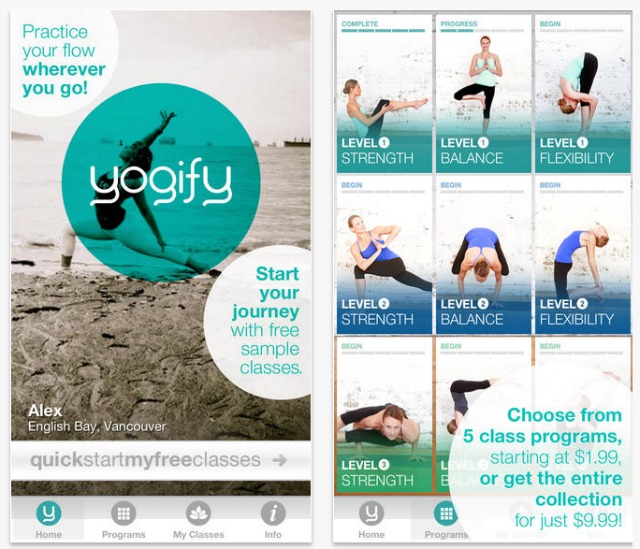 Practice
your flow
wherever
you go!
yogify
Start
your
journey
with free
sample
classes.
Alex
English Bay, Vancouver
quickstartmyfreeclasses
Home
Programs
My Classes
Info
COMPLETE
PROGRESS
BEGIN
LEVEL 1
STRENGTH
LEVEL 1
BALANCE
LEVEL 1
FLEXIBILITY
BEGIN
BEGIN
BEGIN
LEVEL 2
STRENGTH
LEVEL 2
BALANCE
LEVEL 2
FLEXIBILITY
BEGIN
BEGIN
BEGIN
LEVEL 3
STRENGTH
Choose from
5 class programs,
starting at $1.99,
or get the entire
collection
for just $9.99!
Home
Programs